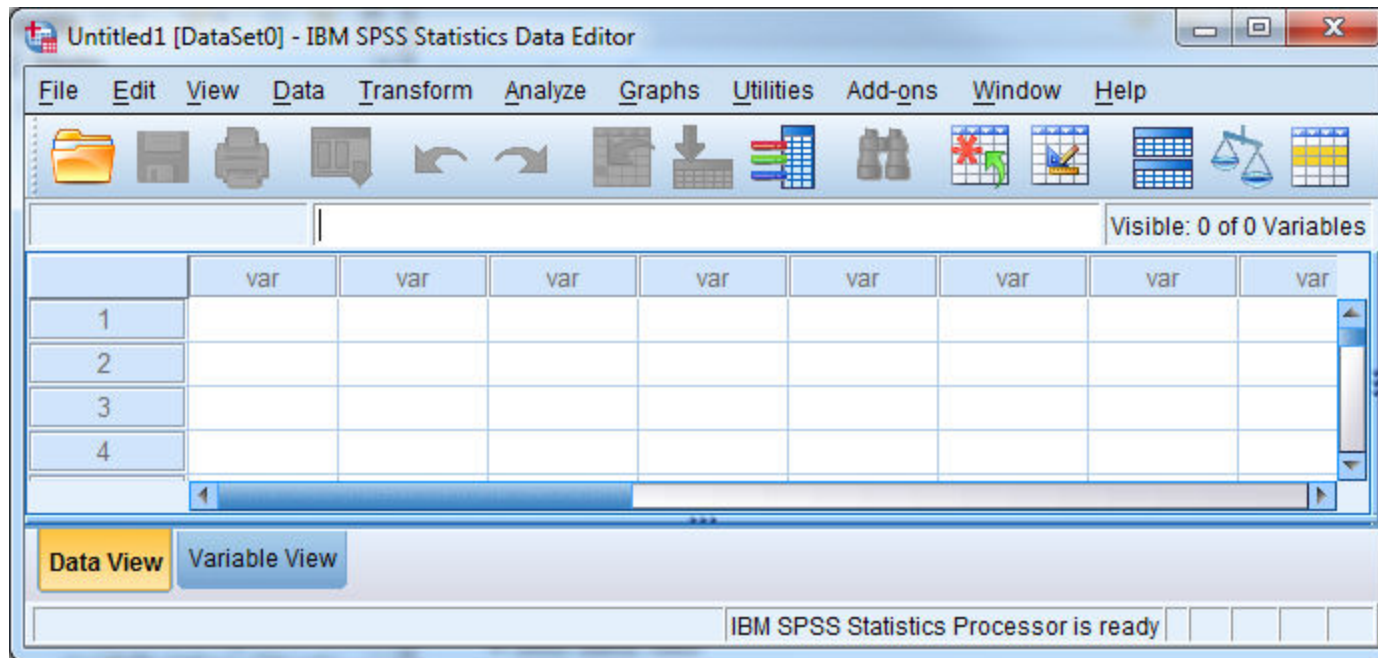 Untitled1 [DataSet0] - IBM SPSS Statistics Data Editor
File Edit View Data Transform Analyze Graphs Utilities Add-ons Window Help
Visible: 0 of 0 Variables
var var var var var var var var
1
2
3
4
Data View Variable View
IBM SPSS Statistics Processor is ready